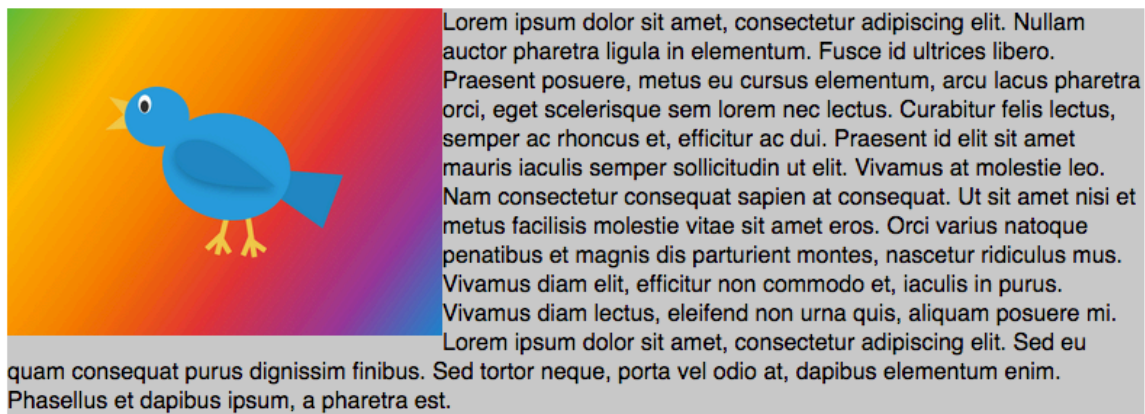 Lorem ipsum dolor sit amet, consectetur adipiscing elit. Nullam
auctor pharetra ligula in elementum. Fusce id ultrices libero.
Praesent posuere, metus eu cursus elementum, arcu lacus pharetra
orci, eget scelerisque sem lorem nec lectus. Curabitur felis lectus,
semper ac rhoncus et, efficitur ac dui. Praesent id elit sit amet
mauris iaculis semper sollicitudin ut elit. Vivamus at molestie leo.
Nam consectetur consequat sapien at consequat. Ut sit amet nisi et
metus facilisis molestie vitae sit amet eros. Orci varius natoque
penatibus et magnis dis parturient montes, nascetur ridiculus mus.
Vivamus diam elit, efficitur non commodo et, iaculis in purus.
Vivamus diam lectus, eleifend non urna quis, aliquam posuere mi.
Lorem ipsum dolor sit amet, consectetur adipiscing elit. Sed eu
quam consequat purus dignissim finibus. Sed tortor neque, porta vel odio at, dapibus elementum enim.
Phasellus et dapibus ipsum, a pharetra est.